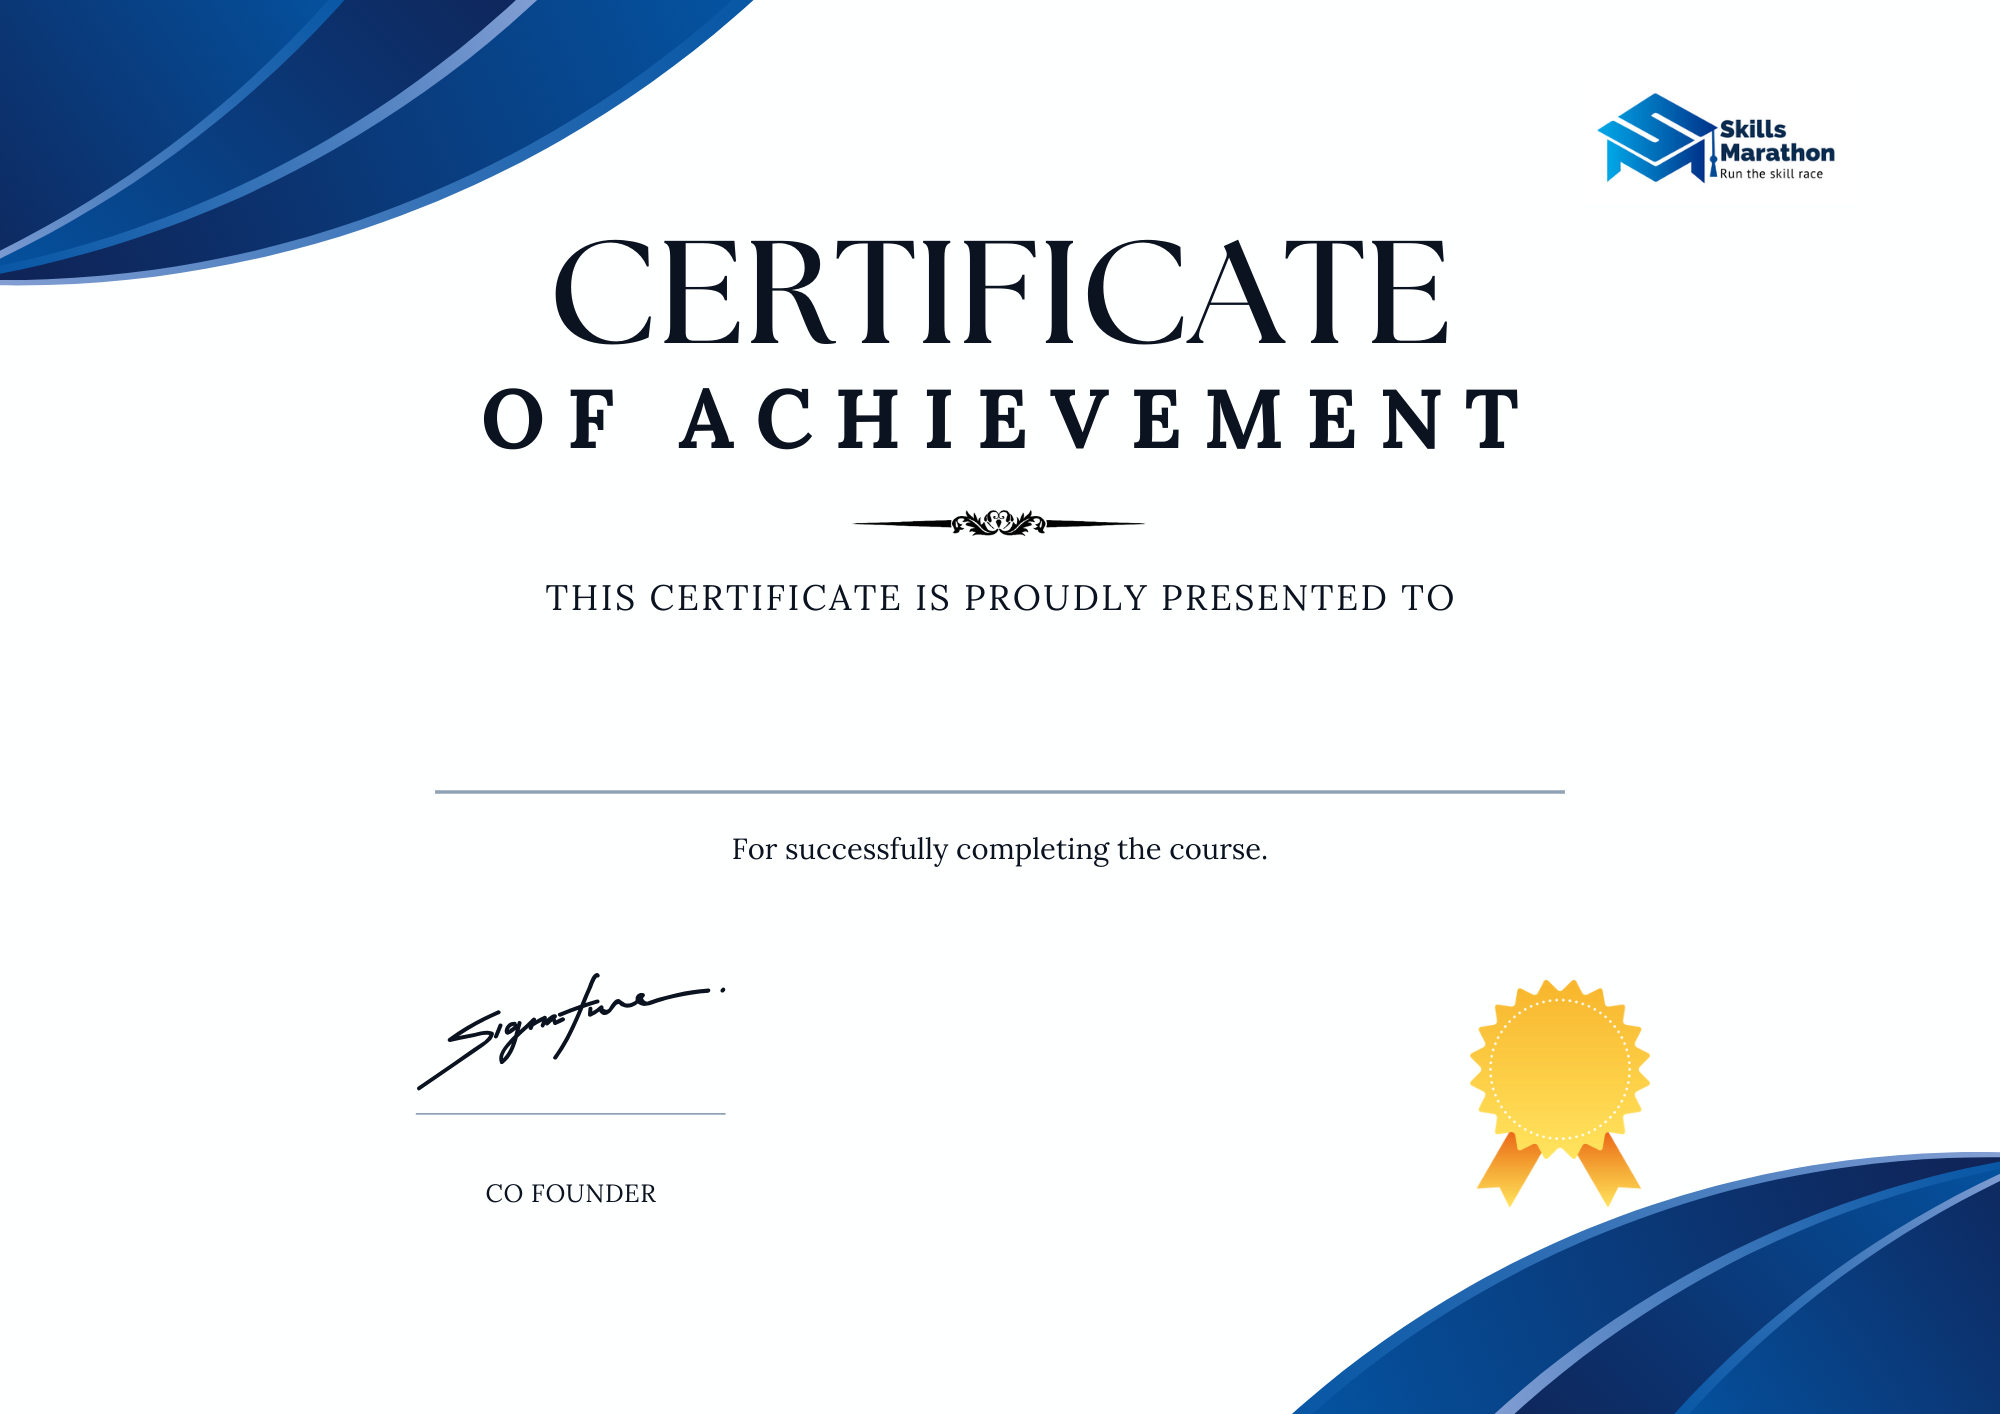 Skills
Marathon
Run the skill race
CERTIFICATE
OF ACHIEVEMENT
THIS CERTIFICATE IS PROUDLY PRESENTED TO
For successfully completing the course.
Signature.
CO FOUNDER